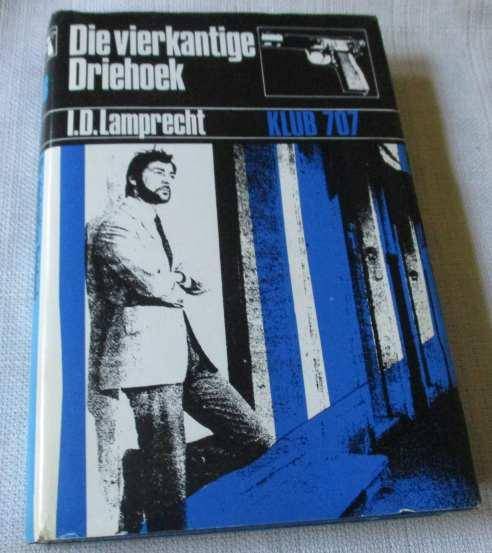 Die vierkantige
Driehoek
I.D.Lamprecht
KLUB 707